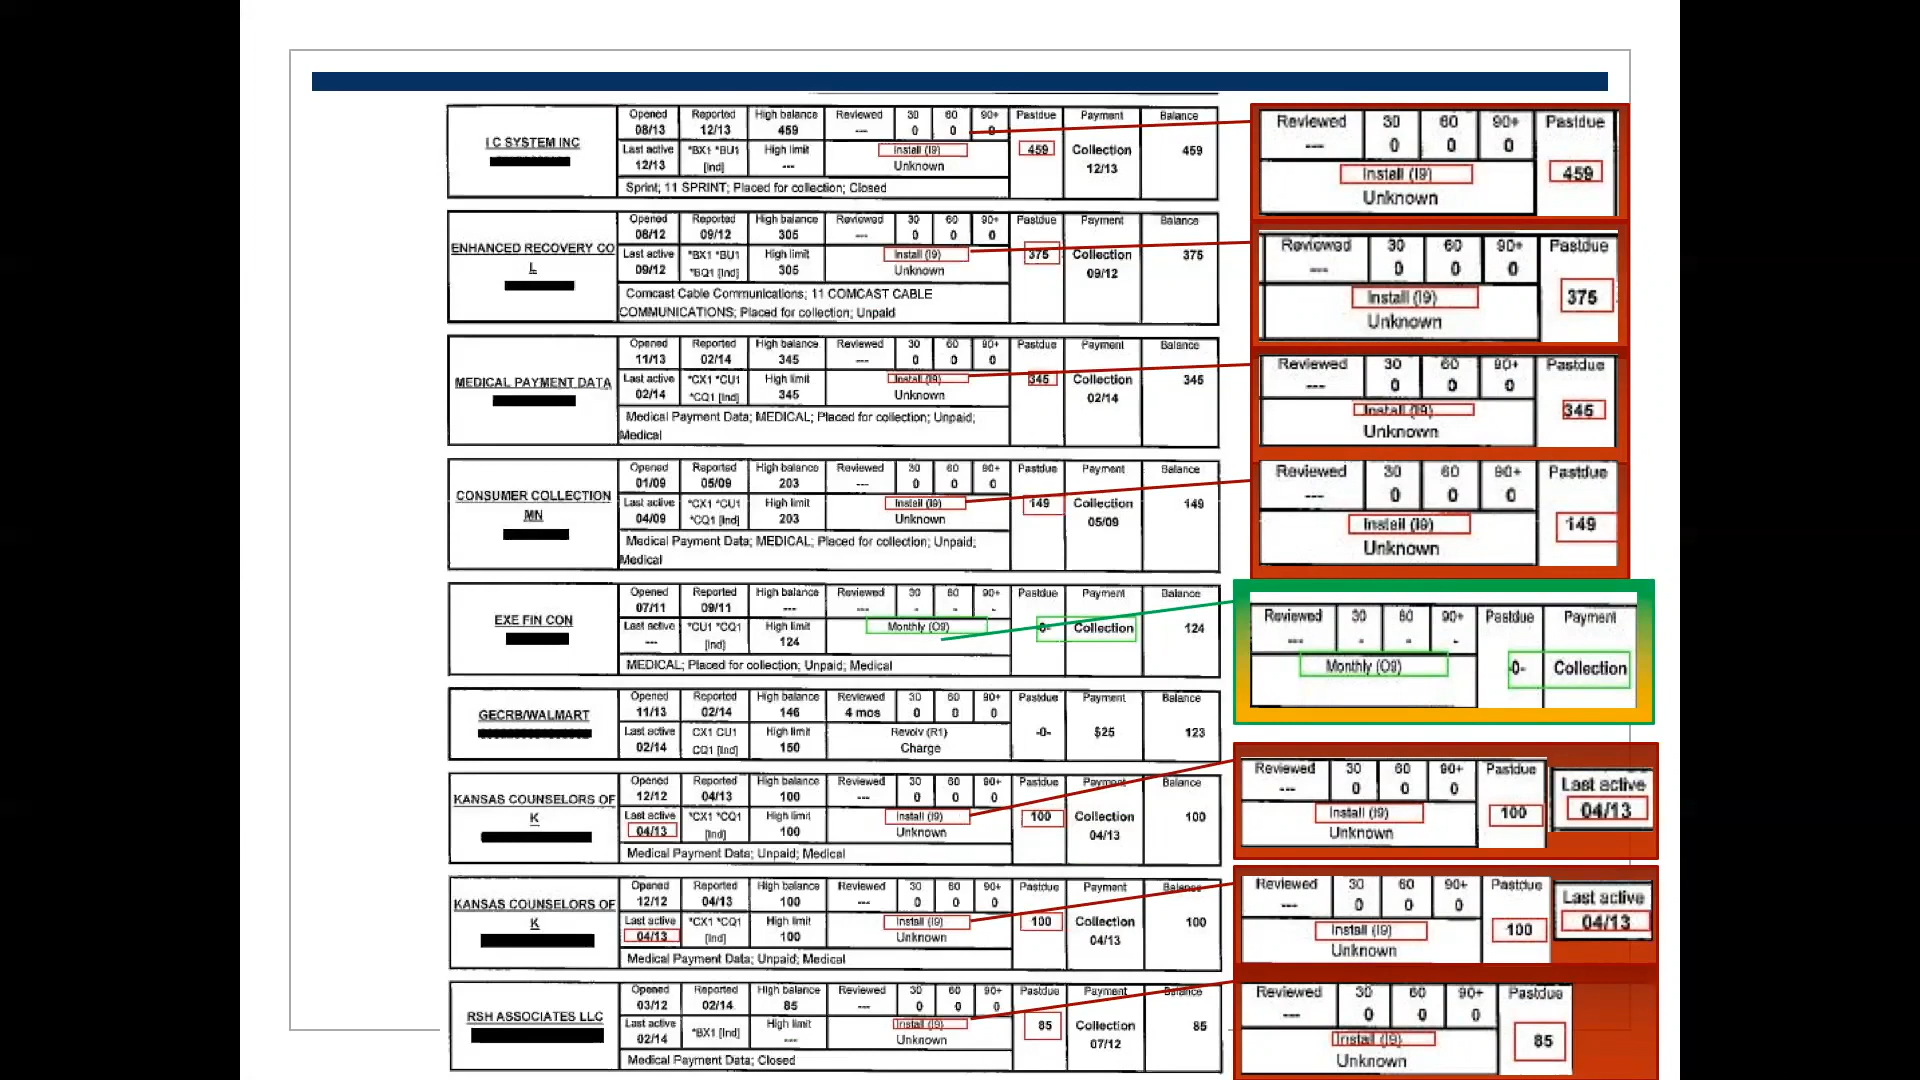 I C SYSTEM INC
Opened Reported High balance Reviewed 30 60 90+ Pastdue Payment Balance
08/13 12/13 459 --- 0 0 0
Last active *BX1 *BU1 High limit Install (I9) 459 Collection 459
12/13 [Ind] --- Unknown 12/13
Sprint; 11 SPRINT; Placed for collection; Closed
ENHANCED RECOVERY CO
L
Opened Reported High balance Reviewed 30 60 90+ Pastdue Payment Balance
08/12 09/12 305 --- 0 0 0
Last active *BX1 *BU1 High limit Install (I9) 375 Collection 375
09/12 *BQ1 [Ind] 305 Unknown 09/12
Comcast Cable Communications; 11 COMCAST CABLE
COMMUNICATIONS; Placed for collection; Unpaid
MEDICAL PAYMENT DATA
Opened Reported High balance Reviewed 30 60 90+ Pastdue Payment Balance
11/13 02/14 345 --- 0 0 0
Last active *CX1 *CU1 High limit Install (I9) 345 Collection 345
02/14 *CQ1 [Ind] 345 Unknown 02/14
Medical Payment Data; MEDICAL; Placed for collection; Unpaid;
Medical
CONSUMER COLLECTION
MN
Opened Reported High balance Reviewed 30 60 90+ Pastdue Payment Balance
01/09 05/09 203 --- 0 0 0
Last active *CX1 *CU1 High limit Install (I9) 149 Collection 149
04/09 *CQ1 [Ind] 203 Unknown 05/09
Medical Payment Data; MEDICAL; Placed for collection; Unpaid;
Medical
EXE FIN CON
Opened Reported High balance Reviewed 30 60 90+ Pastdue Payment Balance
07/11 09/11 --- --- - - -
Last active *CU1 *CQ1 High limit Monthly (O9) -0- Collection 124
--- [Ind] 124
MEDICAL; Placed for collection; Unpaid; Medical
GECRB/WALMART
Opened Reported High balance Reviewed 30 60 90+ Pastdue Payment Balance
11/13 02/14 146 4 mos 0 0 0
Last active CX1 CU1 High limit Revolv (R1) -0- $25 123
02/14 CQ1 [Ind] 150 Charge
KANSAS COUNSELORS OF
K
Opened Reported High balance Reviewed 30 60 90+ Pastdue Payment Balance
12/12 04/13 100 --- 0 0 0
Last active *CX1 *CQ1 High limit Install (I9) 100 Collection 100
04/13 [Ind] 100 Unknown 04/13
Medical Payment Data; Unpaid; Medical
KANSAS COUNSELORS OF
K
Opened Reported High balance Reviewed 30 60 90+ Pastdue Payment Balance
12/12 04/13 100 --- 0 0 0
Last active *CX1 *CQ1 High limit Install (I9) 100 Collection 100
04/13 [Ind] 100 Unknown 04/13
Medical Payment Data; Unpaid; Medical
RSH ASSOCIATES LLC
Opened Reported High balance Reviewed 30 60 90+ Pastdue Payment Balance
03/12 02/14 85 --- 0 0 0
Last active *BX1 [Ind] High limit Install (I9) 85 Collection 85
02/14 --- Unknown 07/12
Medical Payment Data; Closed
Reviewed 30 60 90+ Pastdue
--- 0 0 0
Install (I9) 459
Unknown
Reviewed 30 60 90+ Pastdue
--- 0 0 0
Install (I9) 375
Unknown
Reviewed 30 60 90+ Pastdue
--- 0 0 0
Install (I9) 345
Unknown
Reviewed 30 60 90+ Pastdue
--- 0 0 0
Install (I9) 149
Unknown
Reviewed 30 60 90+ Pastdue Payment
--- - - -
Monthly (O9) -0- Collection
Reviewed 30 60 90+ Pastdue Last active
--- 0 0 0 04/13
Install (I9) 100
Unknown
Reviewed 30 60 90+ Pastdue Last active
--- 0 0 0 04/13
Install (I9) 100
Unknown
Reviewed 30 60 90+ Pastdue
--- 0 0 0
Install (I9) 85
Unknown